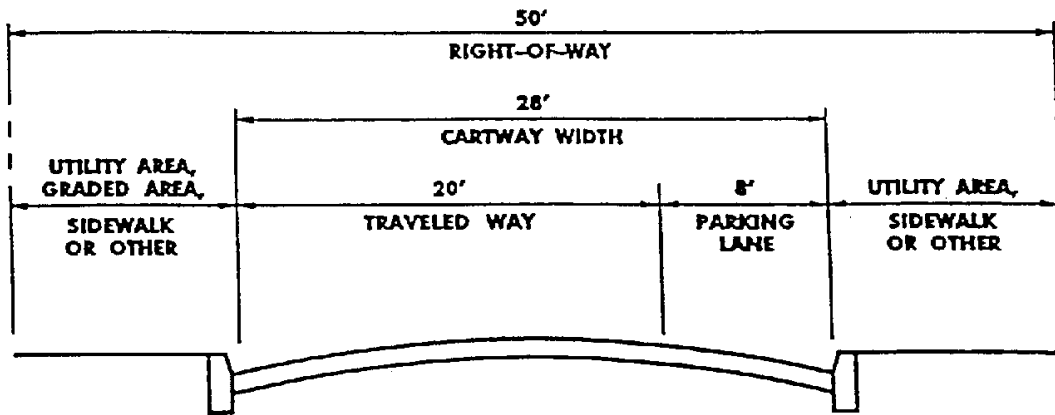 50'
RIGHT-OF-WAY
28'
CARTWAY WIDTH
UTILITY AREA,
GRADED AREA,
SIDEWALK
OR OTHER
20'
TRAVELED WAY
8'
PARKING
LANE
UTILITY AREA,
SIDEWALK
OR OTHER